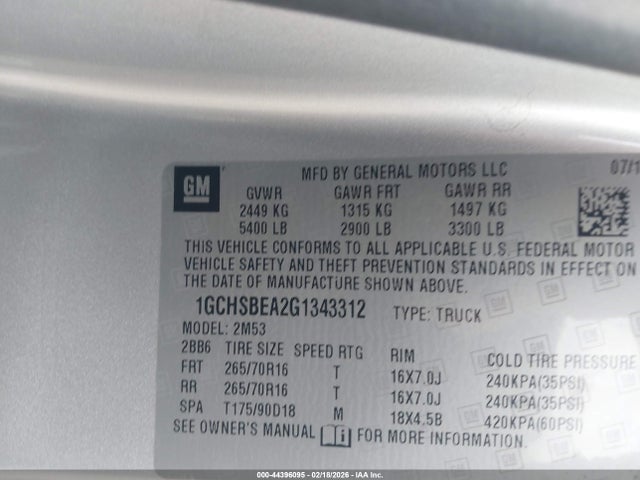 MFD BY GENERAL MOTORS LLC 07/1
GM
GVWR GAWR FRT GAWR RR
2449 KG 1315 KG 1497 KG
5400 LB 2900 LB 3300 LB
THIS VEHICLE CONFORMS TO ALL APPLICABLE U.S. FEDERAL MOTOR
VEHICLE SAFETY AND THEFT PREVENTION STANDARDS IN EFFECT ON
THE DATE OF MANUFACTURE SHOWN ABOVE.
1GCHSBEA2G1343312 TYPE: TRUCK
MODEL: 2M53
2BB6 TIRE SIZE SPEED RTG RIM COLD TIRE PRESSURE
FRT 265/70R16 T 16X7.0J 240KPA(35PSI)
RR 265/70R16 T 16X7.0J 240KPA(35PSI)
SPA T175/90D18 M 18X4.5B 420KPA(60PSI)
SEE OWNER'S MANUAL FOR MORE INFORMATION.
000-44396095 - 02/18/2026 - IAA Inc.